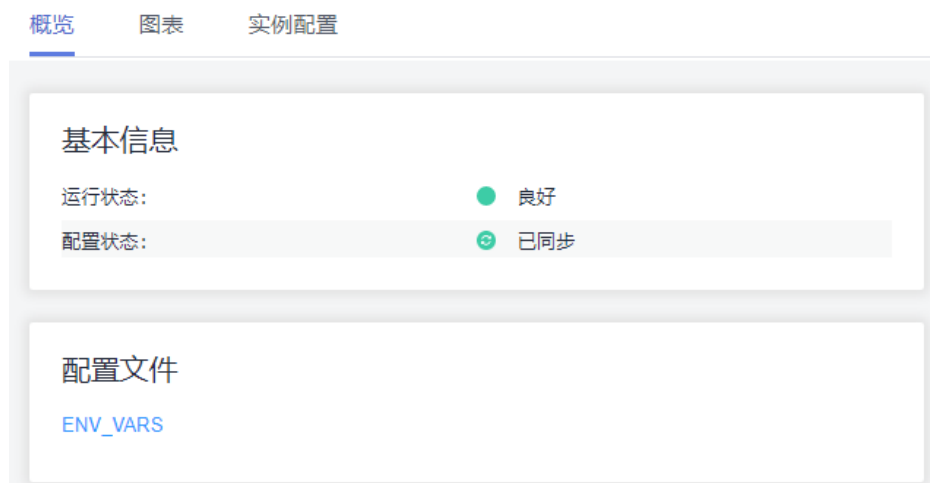 概览 图表 实例配置
基本信息
运行状态: 良好
配置状态: 已同步
配置文件
ENV_VARS